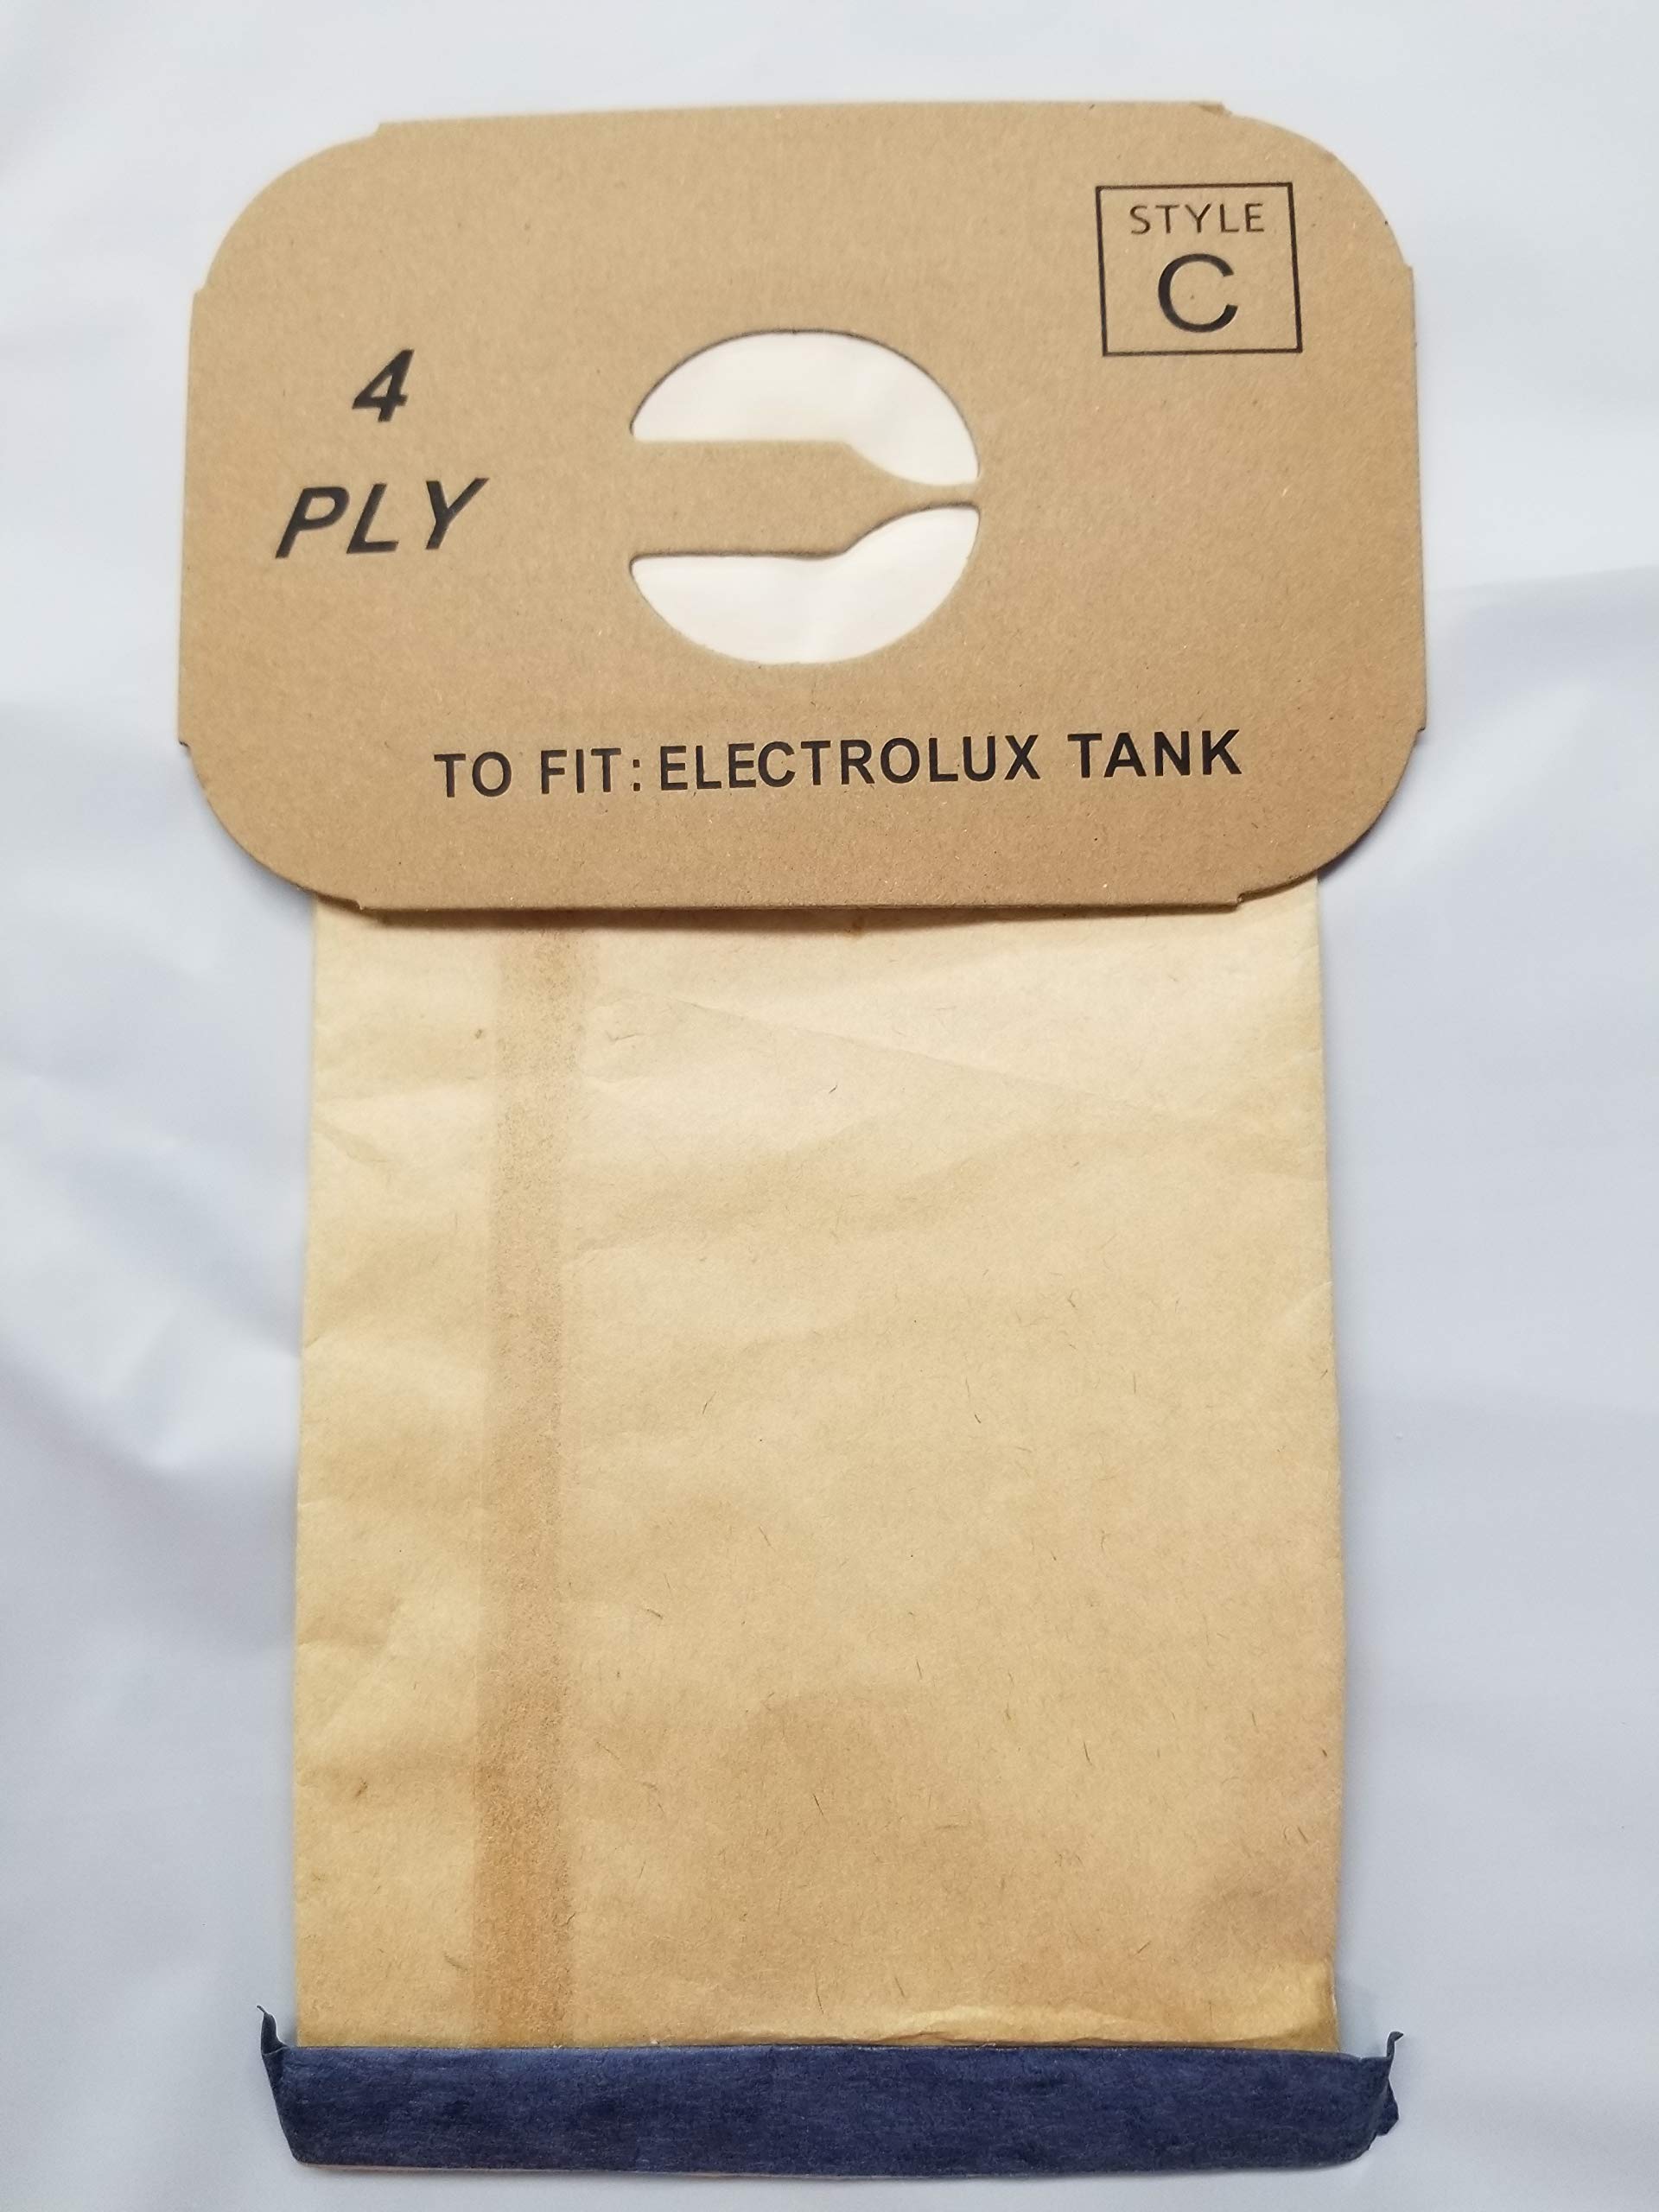 STYLE
C
4
PLY
TO FIT: ELECTROLUX TANK